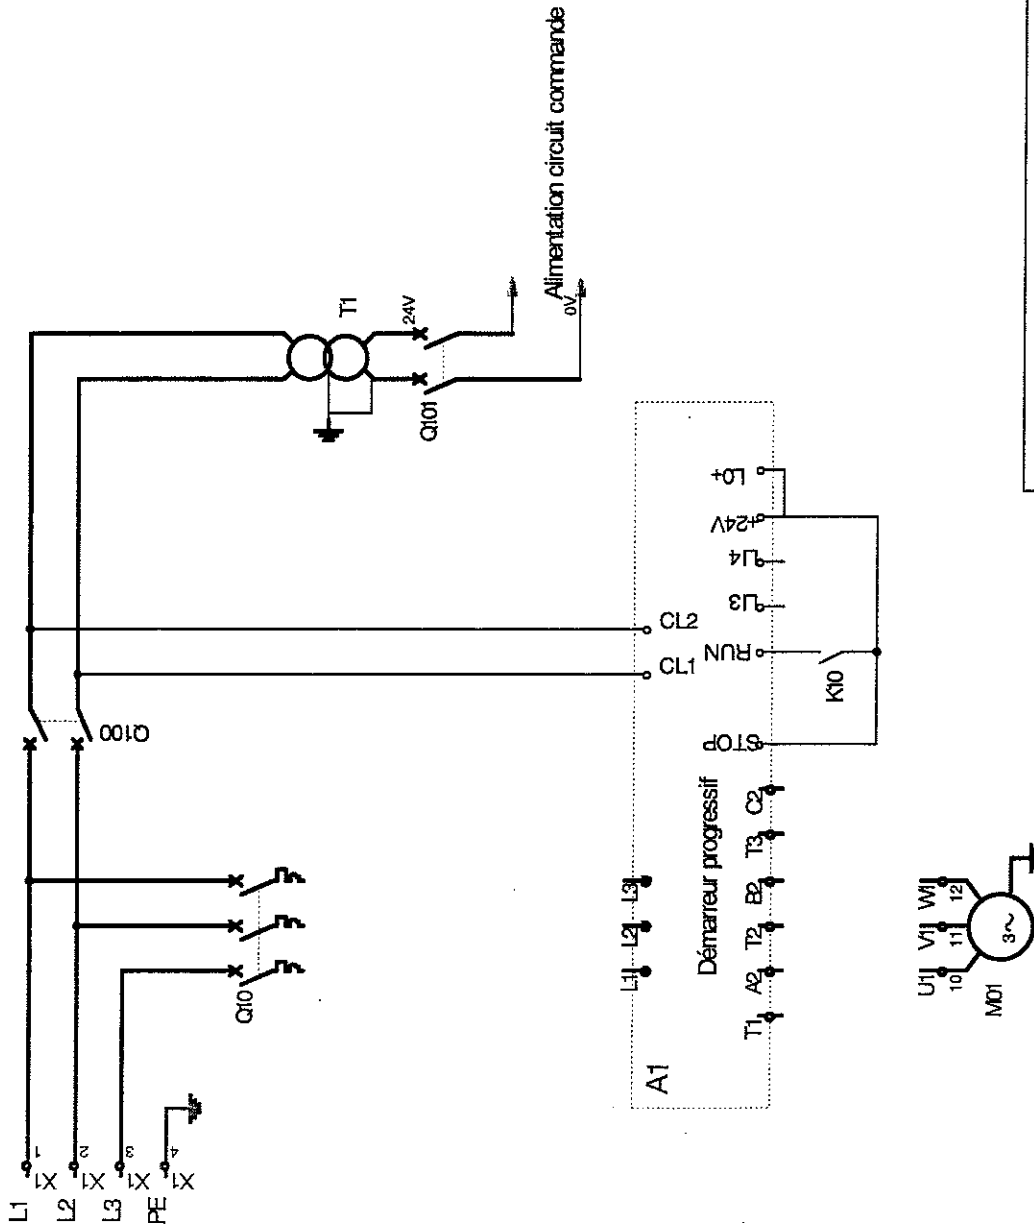 L1
X1
1
L2
X1
2
L3
X1
3
PE
X1
4
Q100
Q10
T1
24V
Q101
0V
Alimentation circuit commande
A1
L1
L2
L3
CL1
CL2
Démarreur progressif
T1
A2
T2
B2
T3
C2
STOP
RUN
LI3
LI4
+24V
L0+
K10
U1
V1
W1
10
11
12
M01
3~